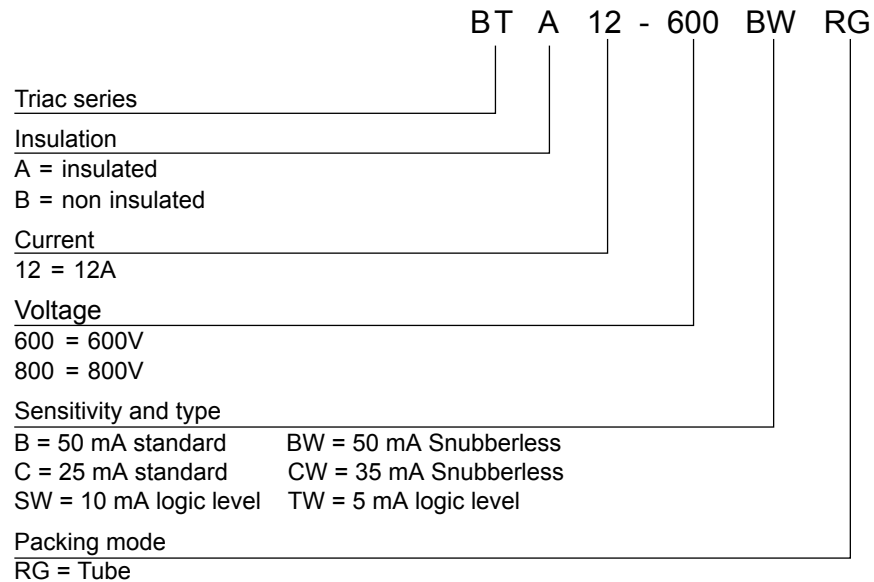 BT A 12 - 600 BW RG
Triac series
Insulation
A = insulated
B = non insulated
Current
12 = 12A
Voltage
600 = 600V
800 = 800V
Sensitivity and type
B = 50 mA standard BW = 50 mA Snubberless
C = 25 mA standard CW = 35 mA Snubberless
SW = 10 mA logic level TW = 5 mA logic level
Packing mode
RG = Tube